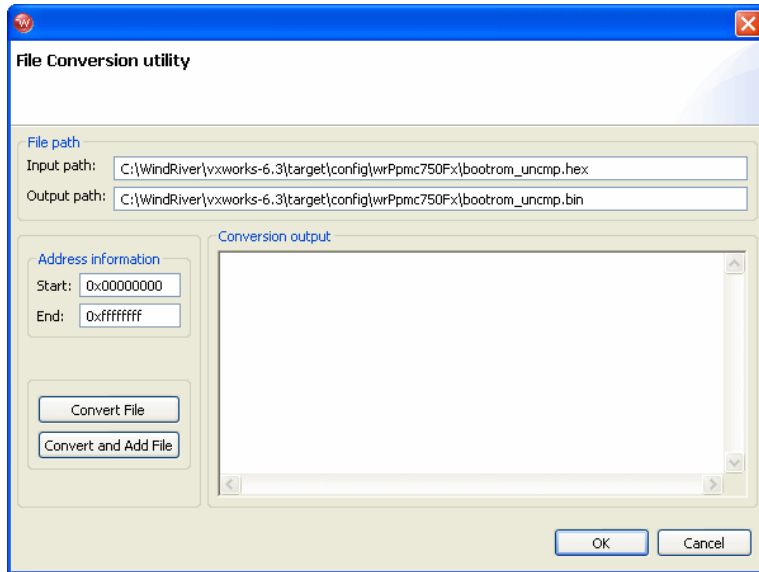 File Conversion utility
File path
Input path: C:\WindRiver\vxworks-6.3\target\config\wrPpmc750Fx\bootrom_uncmp.hex
Output path: C:\WindRiver\vxworks-6.3\target\config\wrPpmc750Fx\bootrom_uncmp.bin
Address information
Start: 0x00000000
End: 0xffffffff
Convert File
Convert and Add File
Conversion output
OK Cancel